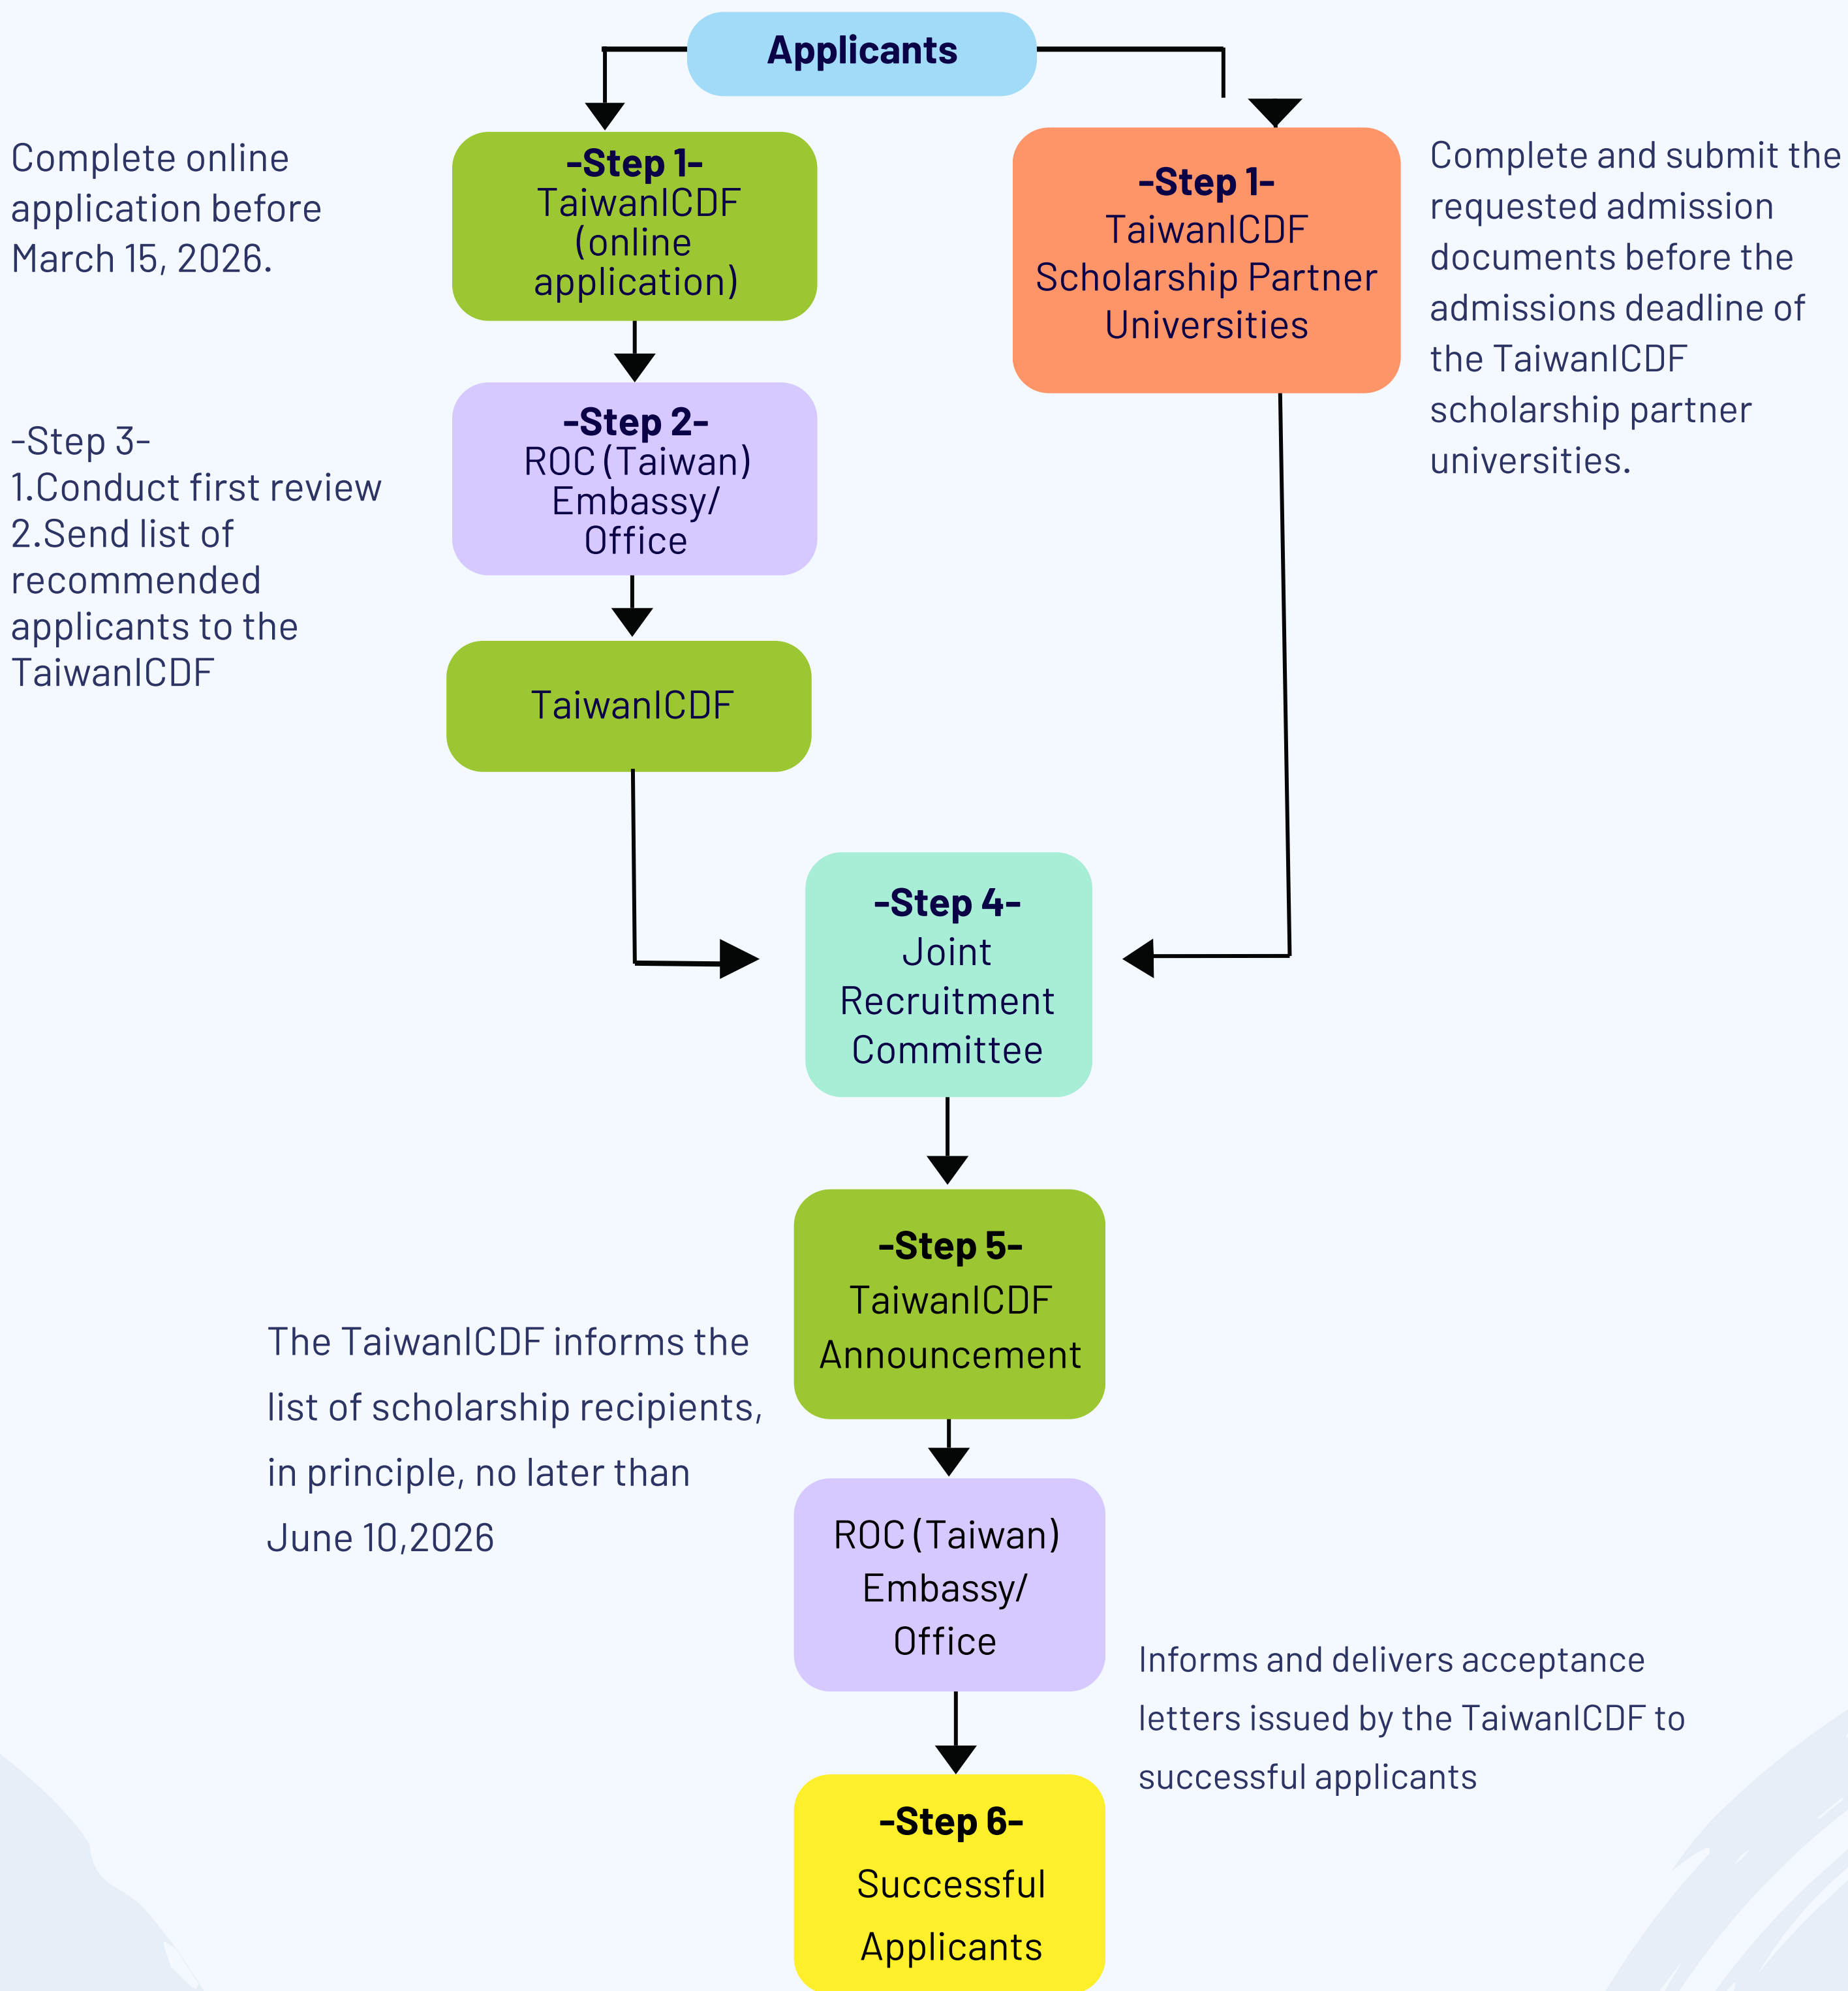 Applicants
Complete online
application before
March 15, 2026.
-Step 1-
TaiwanICDF
(online
application)
-Step 1-
TaiwanICDF
Scholarship Partner
Universities
Complete and submit the
requested admission
documents before the
admissions deadline of
the TaiwanICDF
scholarship partner
universities.
-Step 2-
ROC (Taiwan)
Embassy/
Office
-Step 3-
1.Conduct first review
2.Send list of
recommended
applicants to the
TaiwanICDF
TaiwanICDF
-Step 4-
Joint
Recruitment
Committee
-Step 5-
TaiwanICDF
Announcement
The TaiwanICDF informs the
list of scholarship recipients,
in principle, no later than
June 10,2026
ROC (Taiwan)
Embassy/
Office
Informs and delivers acceptance
letters issued by the TaiwanICDF to
successful applicants
-Step 6-
Successful
Applicants